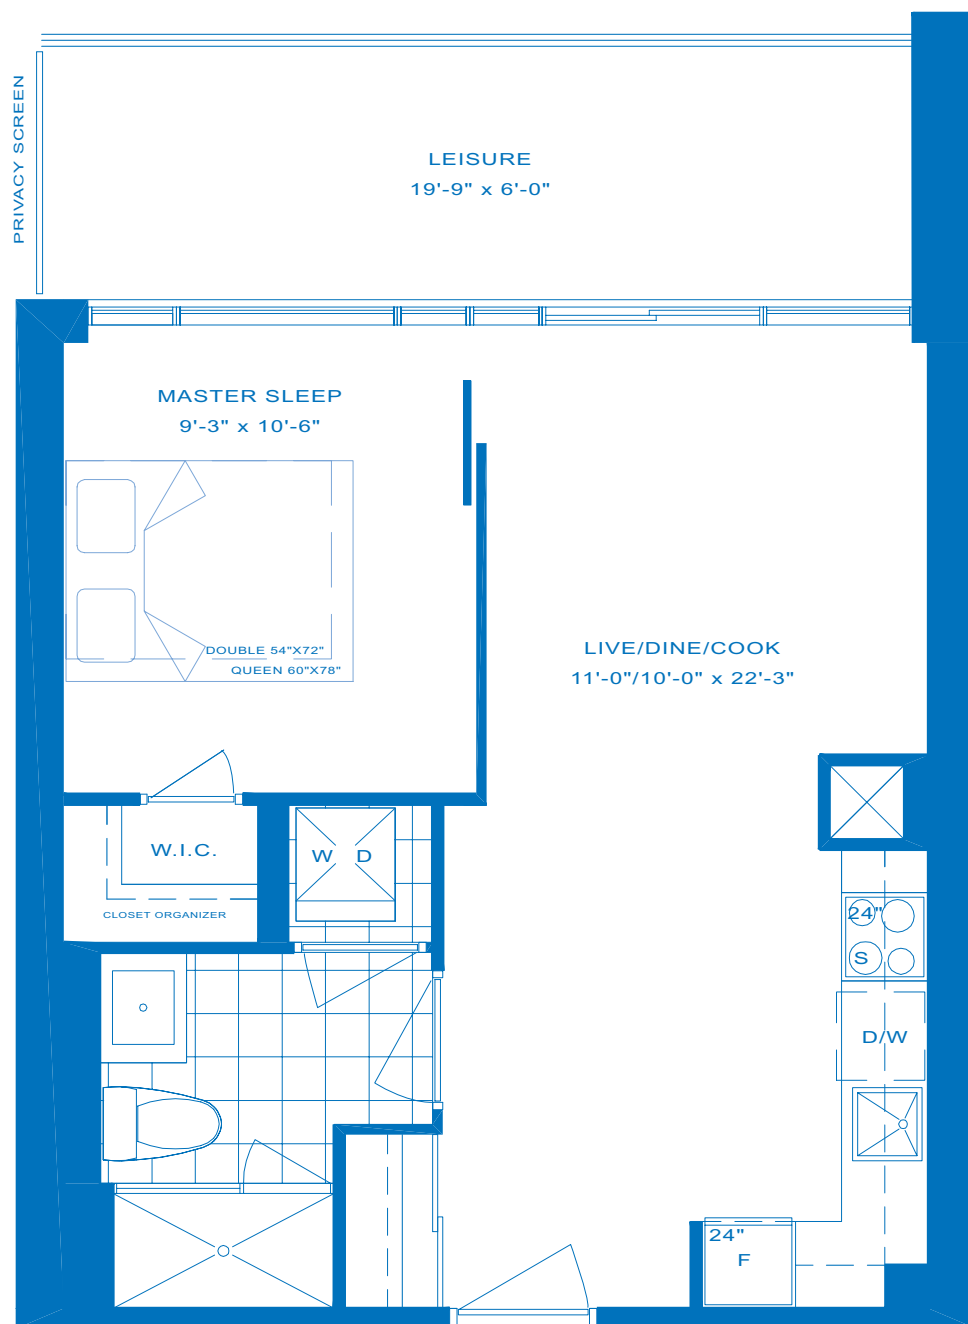 PRIVACY SCREEN
LEISURE
19'-9" x 6'-0"
MASTER SLEEP
9'-3" x 10'-6"
DOUBLE 54"X72"
QUEEN 60"X78"
LIVE/DINE/COOK
11'-0"/10'-0" x 22'-3"
W.I.C.
W D
CLOSET ORGANIZER
24"
S
D/W
24"
F